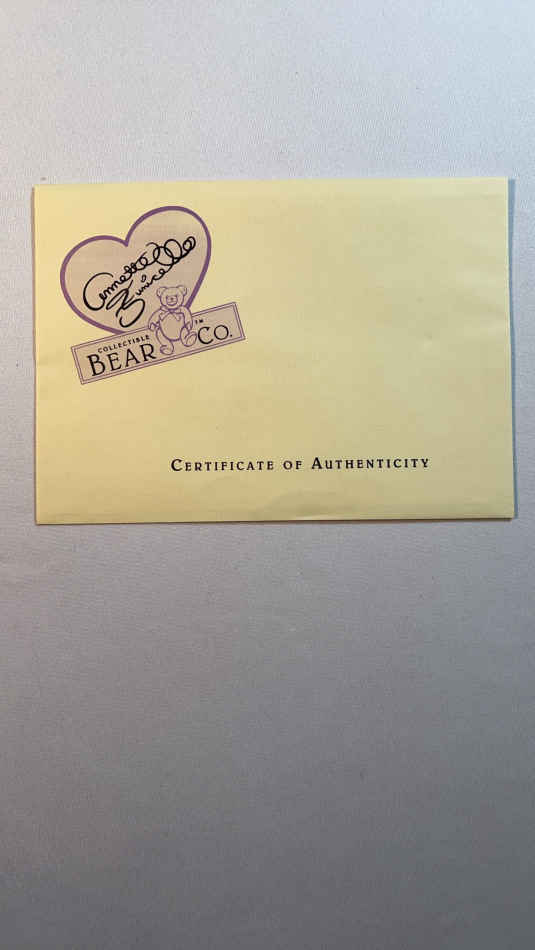 Annette
Funicello
COLLECTIBLE
BEAR CO.™
CERTIFICATE OF AUTHENTICITY